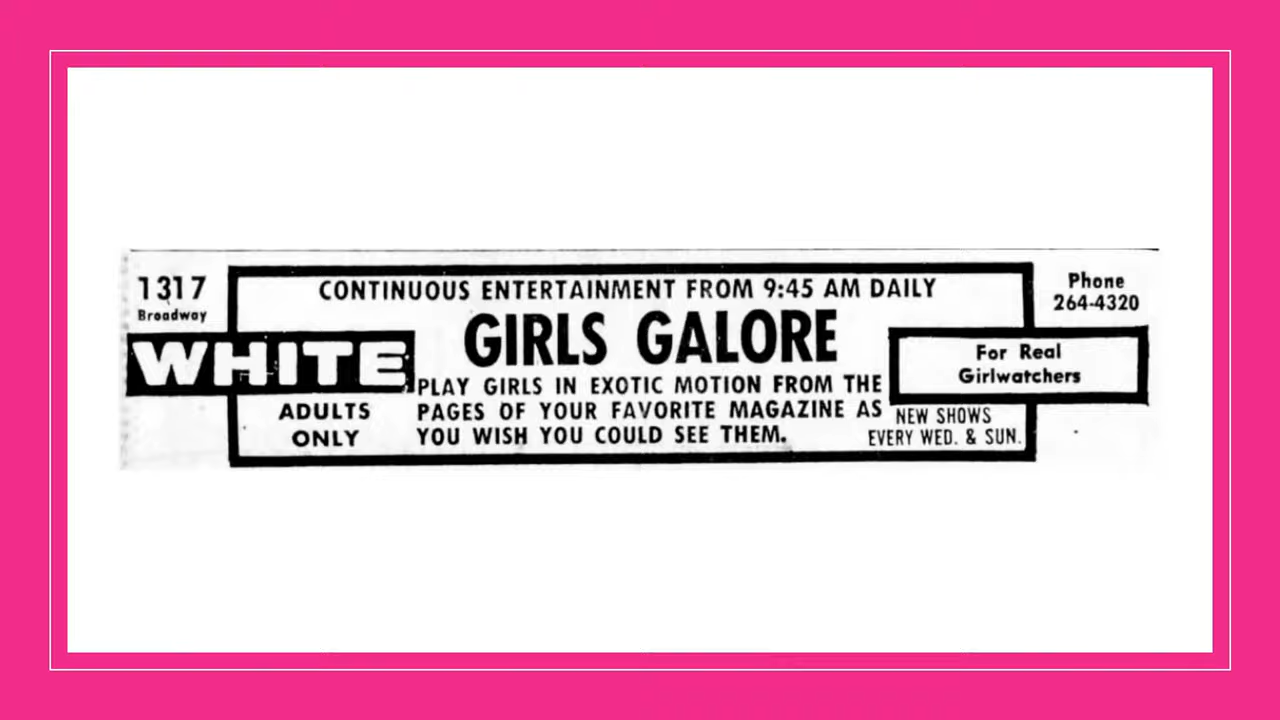 1317
Broadway
WHITE
ADULTS
ONLY
CONTINUOUS ENTERTAINMENT FROM 9:45 AM DAILY
GIRLS GALORE
PLAY GIRLS IN EXOTIC MOTION FROM THE
PAGES OF YOUR FAVORITE MAGAZINE AS
YOU WISH YOU COULD SEE THEM.
Phone
264-4320
For Real
Girlwatchers
NEW SHOWS
EVERY WED. & SUN.